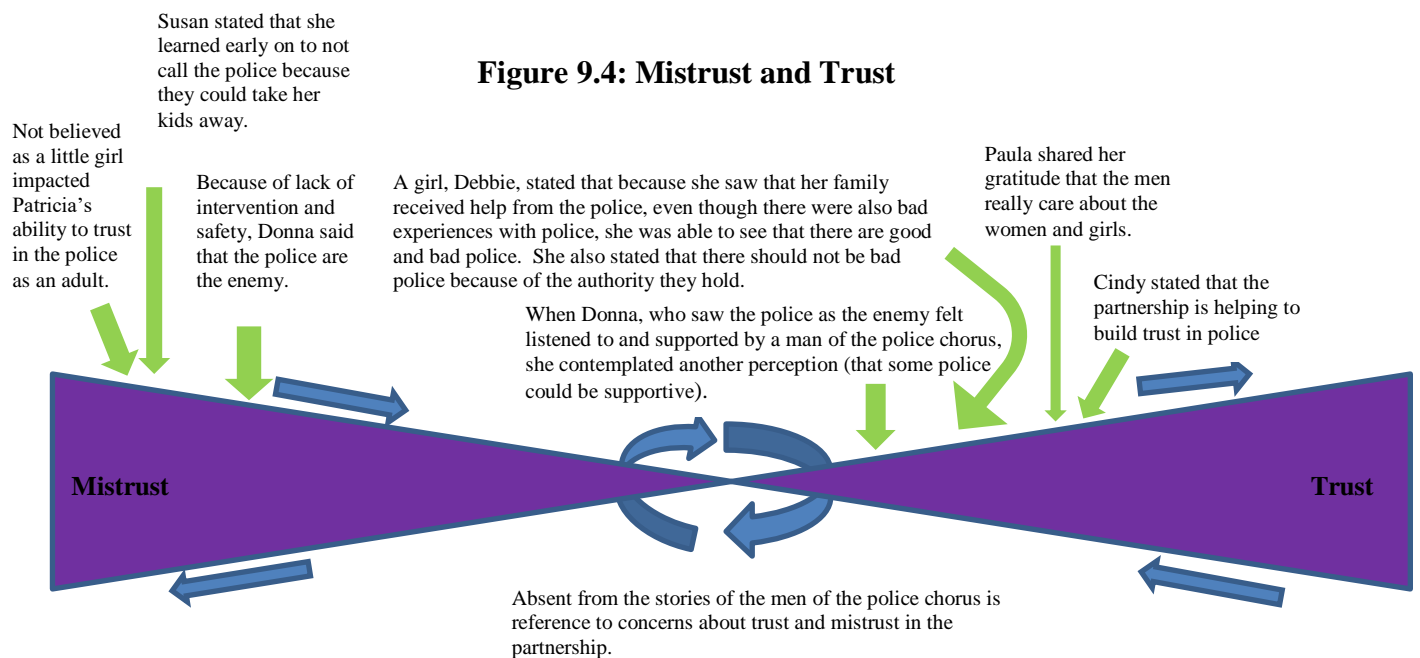 Susan stated that she
learned early on to not
call the police because
they could take her
kids away.
Figure 9.4: Mistrust and Trust
Not believed
as a little girl
impacted
Patricia’s
ability to trust
in the police
as an adult.
Because of lack of
intervention and
safety, Donna said
that the police are
the enemy.
A girl, Debbie, stated that because she saw that her family
received help from the police, even though there were also bad
experiences with police, she was able to see that there are good
and bad police.  She also stated that there should not be bad
police because of the authority they hold.
When Donna, who saw the police as the enemy felt
listened to and supported by a man of the police chorus,
she contemplated another perception (that some police
could be supportive).
Paula shared her
gratitude that the men
really care about the
women and girls.
Cindy stated that the
partnership is helping to
build trust in police
Mistrust
Trust
Absent from the stories of the men of the police chorus is
reference to concerns about trust and mistrust in the
partnership.